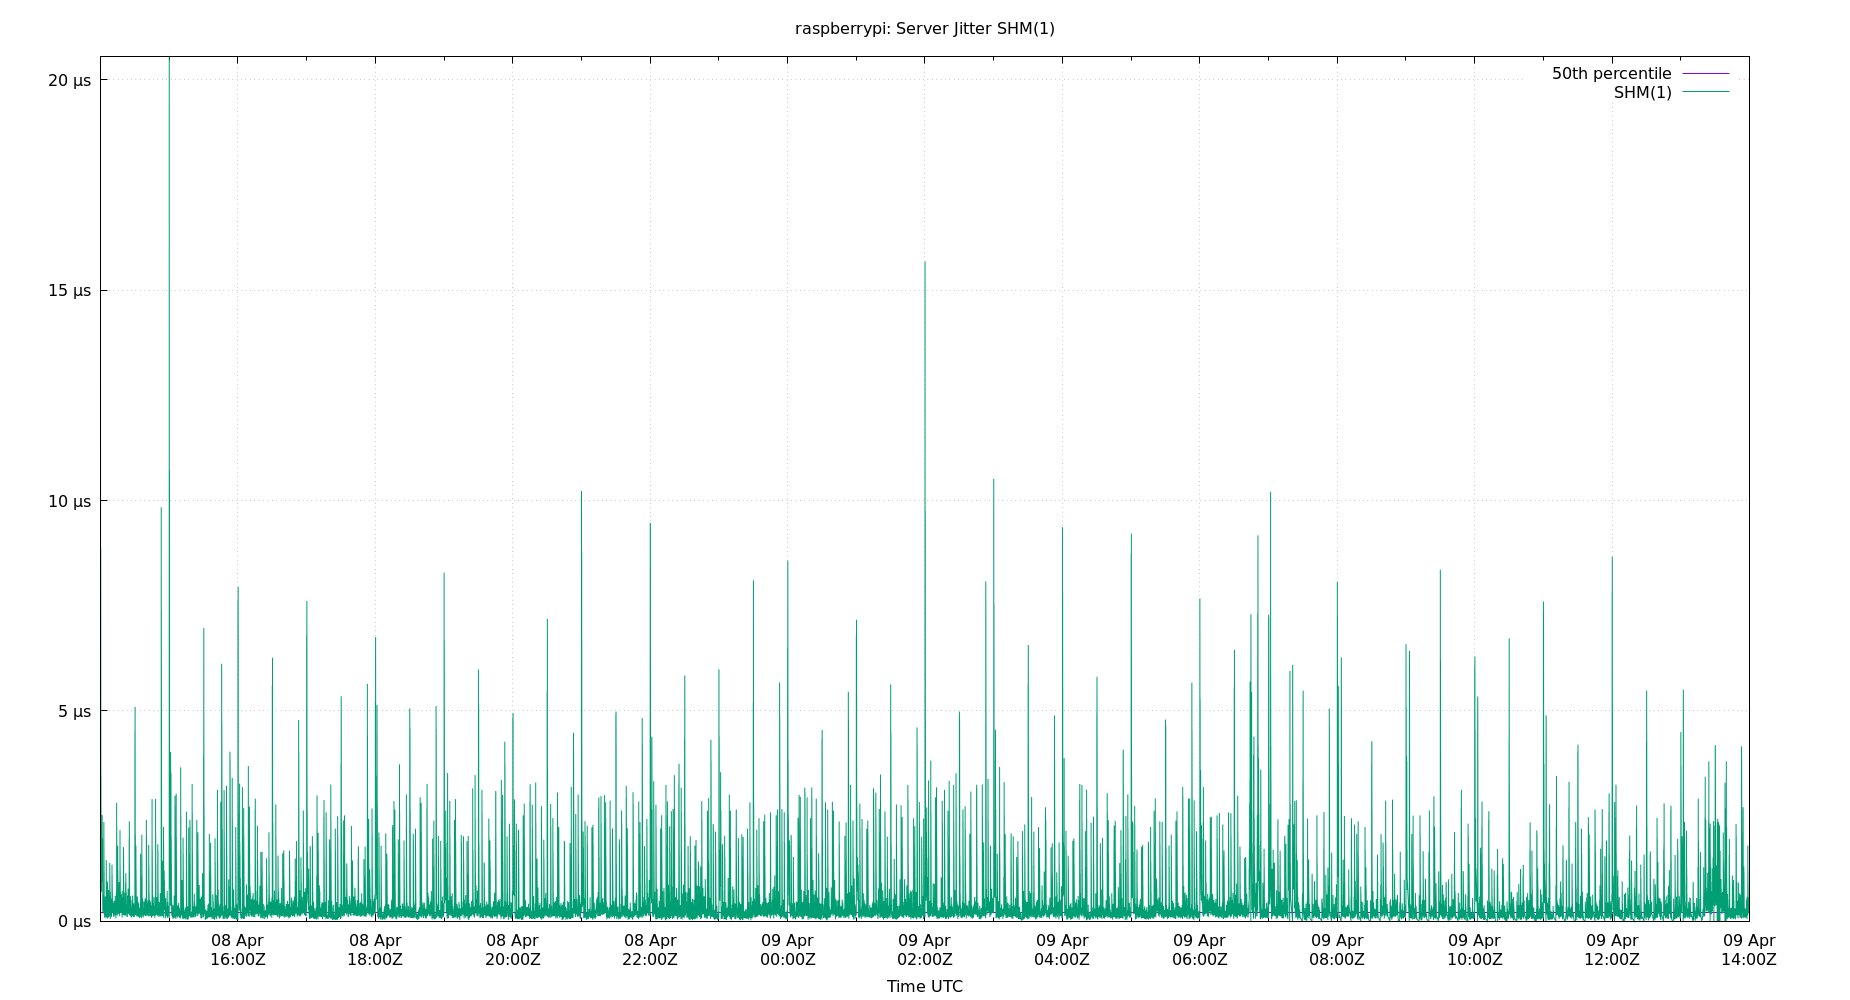 raspberrypi: Server Jitter SHM(1)
50th percentile
SHM(1)
20 µs
15 µs
10 µs
5 µs
0 µs
08 Apr 08 Apr 08 Apr 08 Apr 09 Apr 09 Apr 09 Apr 09 Apr 09 Apr 09 Apr 09 Apr 09 Apr
16:00Z 18:00Z 20:00Z 22:00Z 00:00Z 02:00Z 04:00Z 06:00Z 08:00Z 10:00Z 12:00Z 14:00Z
Time UTC